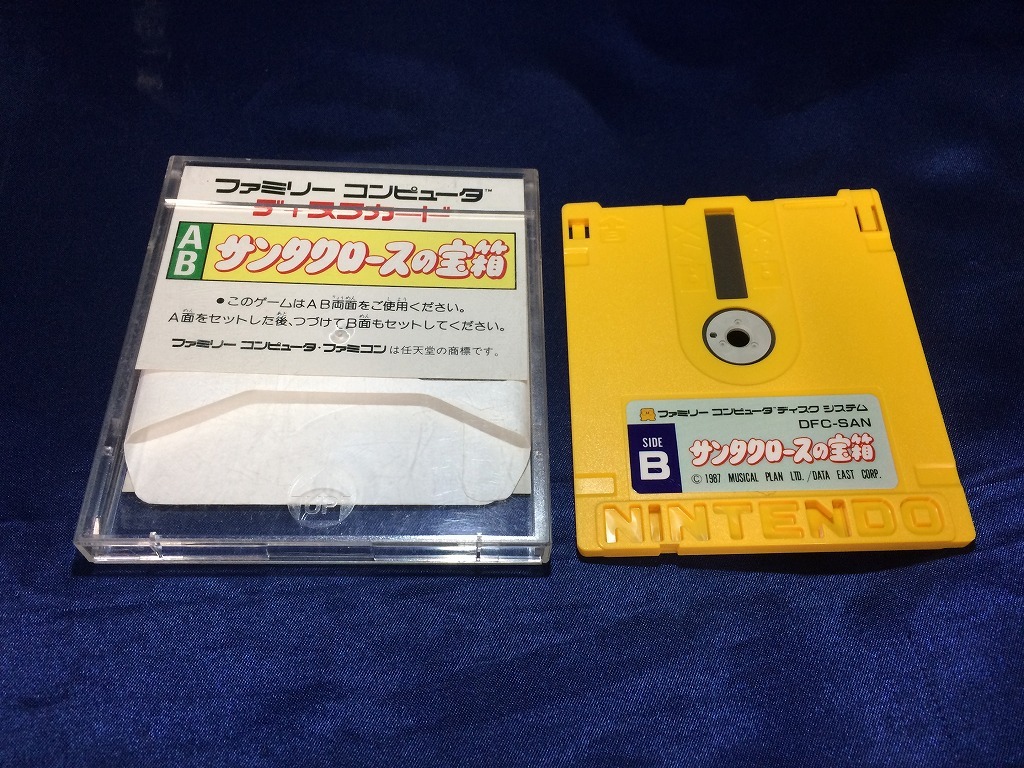 ファミリー コンピュータ™
ディスクカード
A
B
サンタクロースの宝箱
●このゲームはAB両面をご使用ください。
A面をセットした後、つづけてB面もセットしてください。
ファミリー コンピュータ・ファミコンは任天堂の商標です。
UP
ファミリー コンピュータ™ ディスク システム
DFC-SAN
SIDE
B
サンタクロースの宝箱
© 1987 MUSICAL PLAN LTD./DATA EAST CORP.
NINTENDO